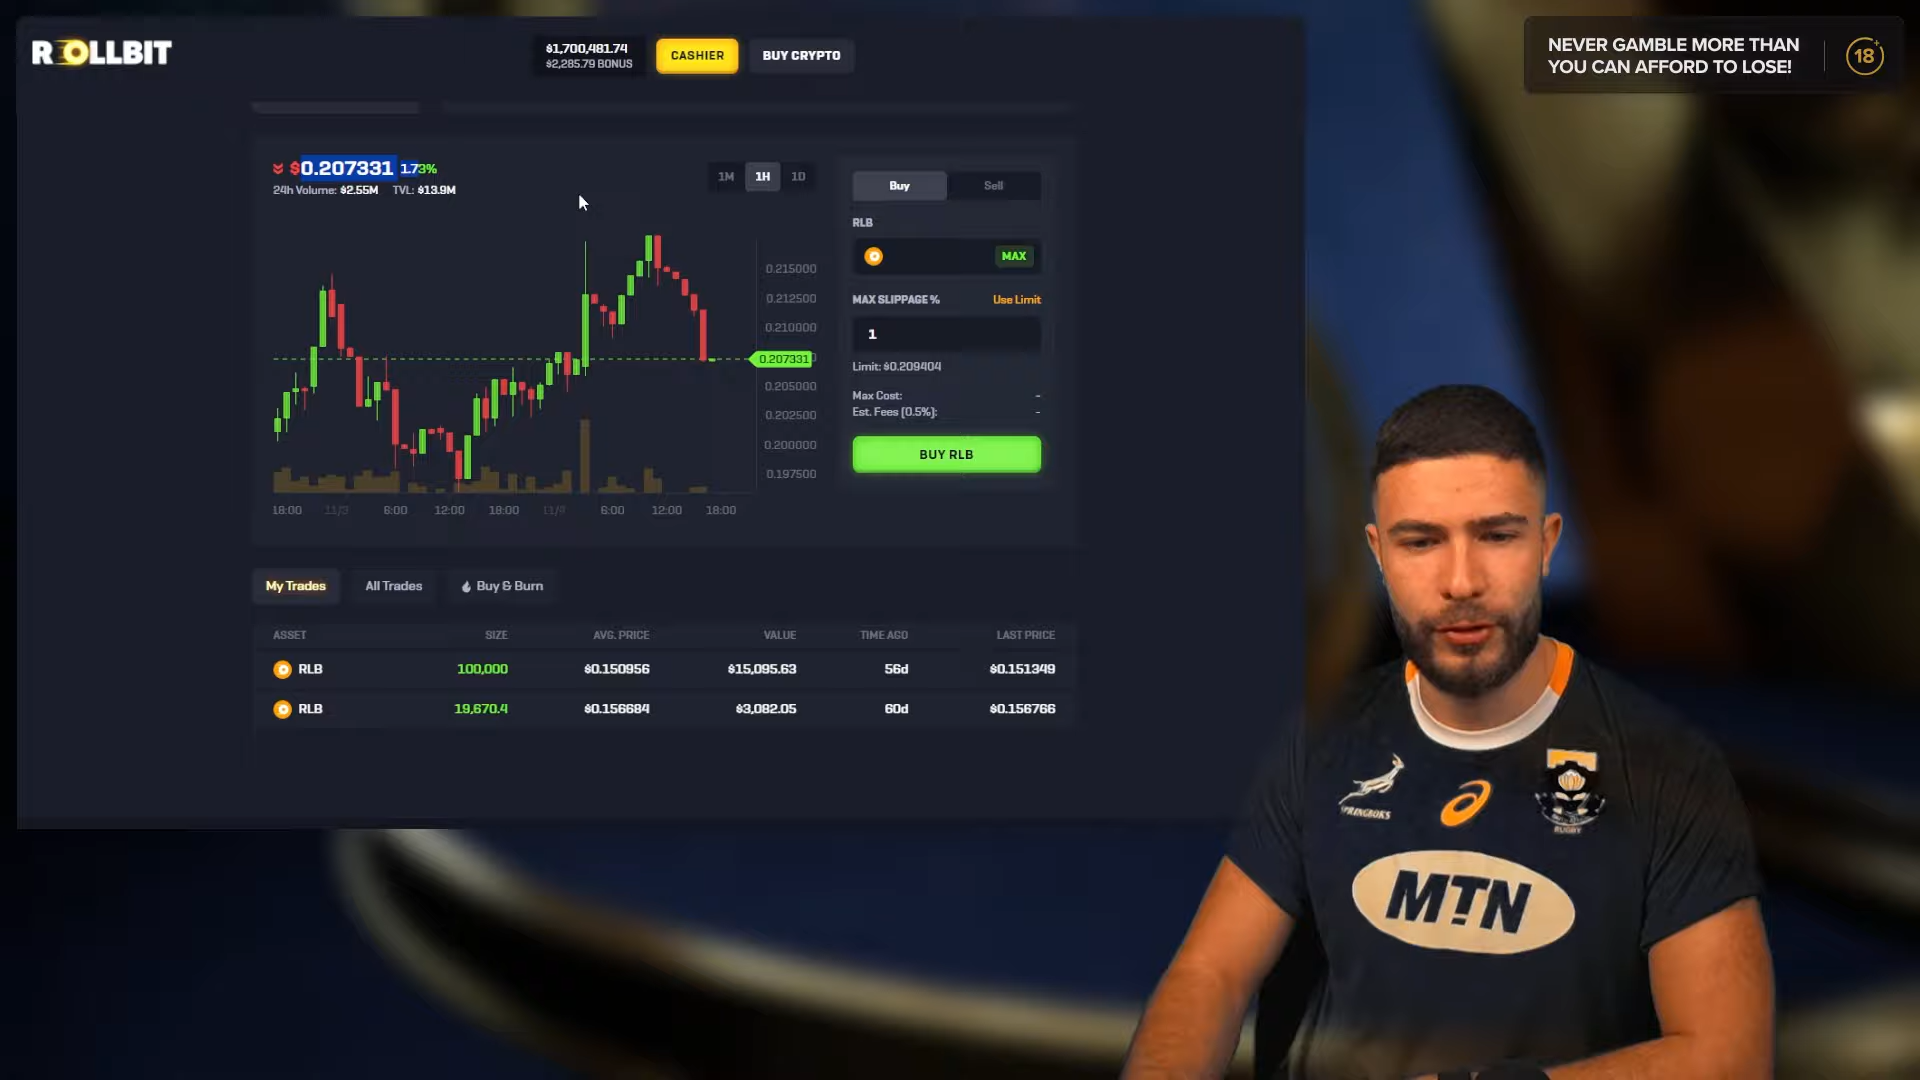 ROLLBIT
$1,700,481.74
$2,285.79 BONUS
CASHIER
BUY CRYPTO
NEVER GAMBLE MORE THAN
YOU CAN AFFORD TO LOSE!
18+
$0.207331 1.73%
24h Volume: $2.55M TVL: $13.9M
1M 1H 1D
0.215000
0.212500
0.210000
0.207331
0.205000
0.202500
0.200000
0.197500
18:00 11/3 6:00 12:00 18:00 11/4 6:00 12:00 18:00
Buy Sell
RLB
MAX
MAX SLIPPAGE % Use Limit
1
Limit: $0.209404
Max Cost: -
Est. Fees (0.5%): -
BUY RLB
My Trades All Trades Buy & Burn
ASSET SIZE AVG. PRICE VALUE TIME AGO LAST PRICE
RLB 100,000 $0.150956 $15,095.63 56d $0.151349
RLB 19,670.4 $0.156684 $3,082.05 60d $0.156766
SPRINGBOKS
RUGBY
MTN